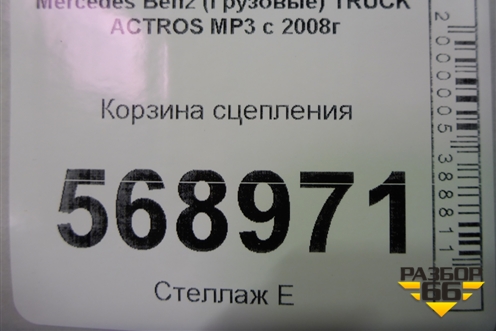 Mercedes Benz (Грузовые) TRUCK
ACTROS MP3 с 2008г
Корзина сцепления
568971
Стеллаж Е
2000005388811
РАЗБОР
66